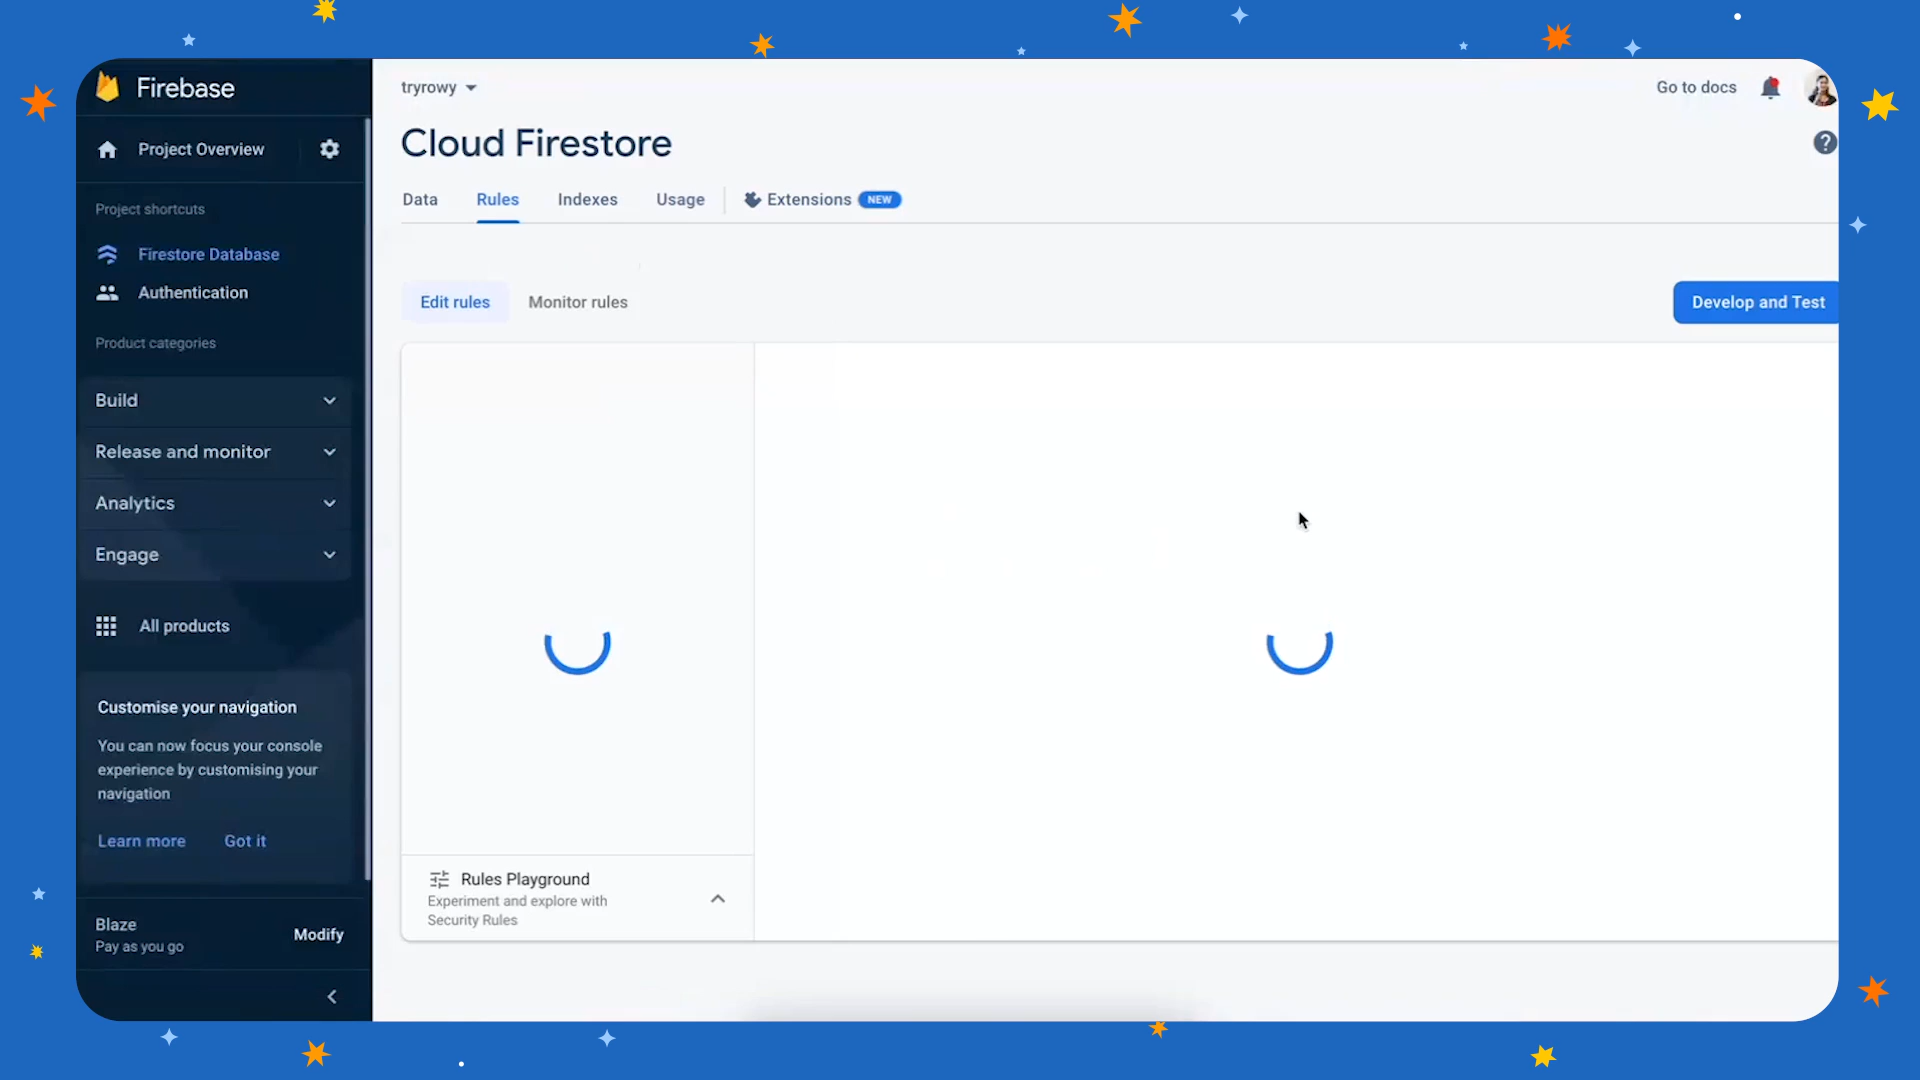 Firebase
Project Overview
Project shortcuts
Firestore Database
Authentication
Product categories
Build
Release and monitor
Analytics
Engage
All products
Customise your navigation
You can now focus your console
experience by customising your
navigation
Learn more Got it
Blaze
Pay as you go
Modify
tryrowy
Go to docs
Cloud Firestore
?
Data Rules Indexes Usage Extensions NEW
Edit rules Monitor rules
Develop and Test
Rules Playground
Experiment and explore with
Security Rules